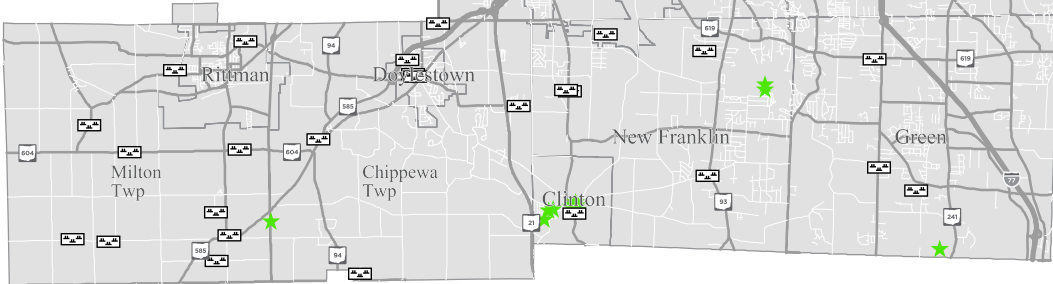 94
619
619
Rittman
Doylestown
585
New Franklin
Green
604
604
Milton
Twp
Chippewa
Twp
77
Clinton
93
21
241
585
94